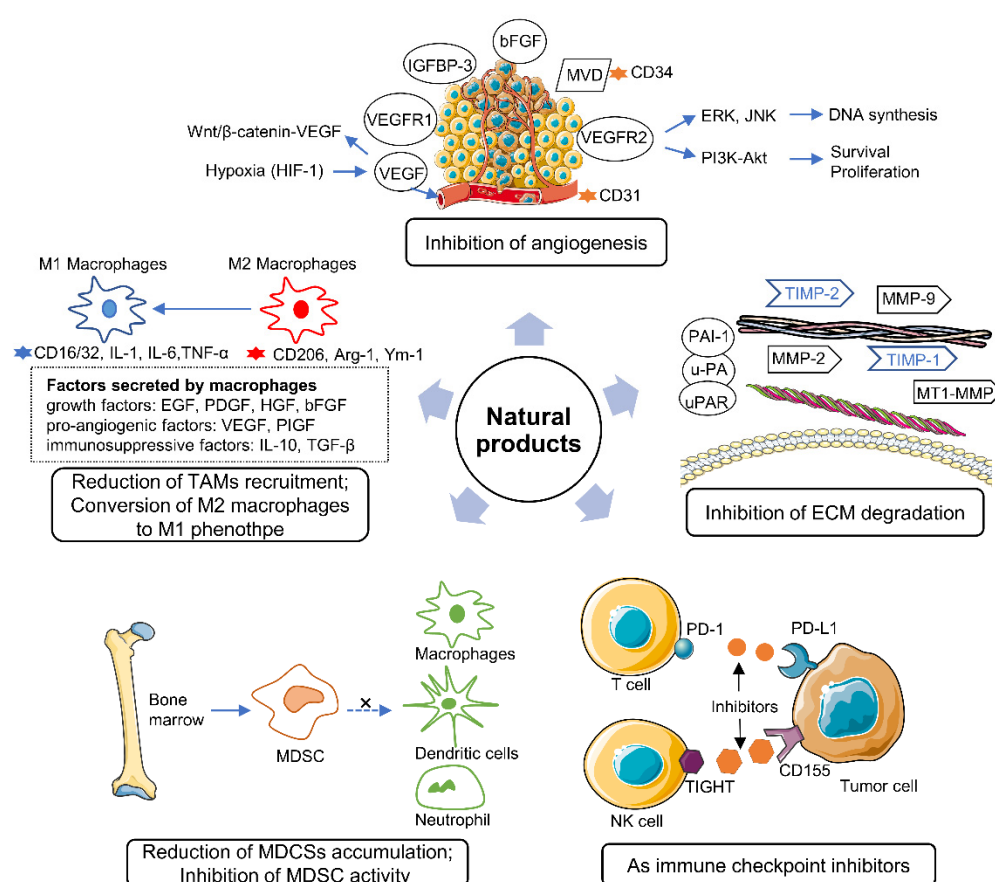 bFGF
IGFBP-3
MVD
CD34
VEGFR1
VEGFR2
ERK, JNK
DNA synthesis
Wnt/β-catenin-VEGF
PI3K-Akt
Survival
Proliferation
Hypoxia (HIF-1)
VEGF
CD31
Inhibition of angiogenesis
M1 Macrophages
M2 Macrophages
CD16/32, IL-1, IL-6,TNF-α
CD206, Arg-1, Ym-1
Factors secreted by macrophages
growth factors: EGF, PDGF, HGF, bFGF
pro-angiogenic factors: VEGF, PIGF
immunosuppressive factors: IL-10, TGF-β
Reduction of TAMs recruitment;
Conversion of M2 macrophages
to M1 phenothpe
Natural
products
TIMP-2
MMP-9
PAI-1
MMP-2
TIMP-1
u-PA
uPAR
MT1-MMP
Inhibition of ECM degradation
Bone
marrow
MDSC
×
Macrophages
Dendritic cells
Neutrophil
Reduction of MDCSs accumulation;
Inhibition of MDSC activity
PD-1
PD-L1
T cell
Inhibitors
TIGHT
CD155
NK cell
Tumor cell
As immune checkpoint inhibitors